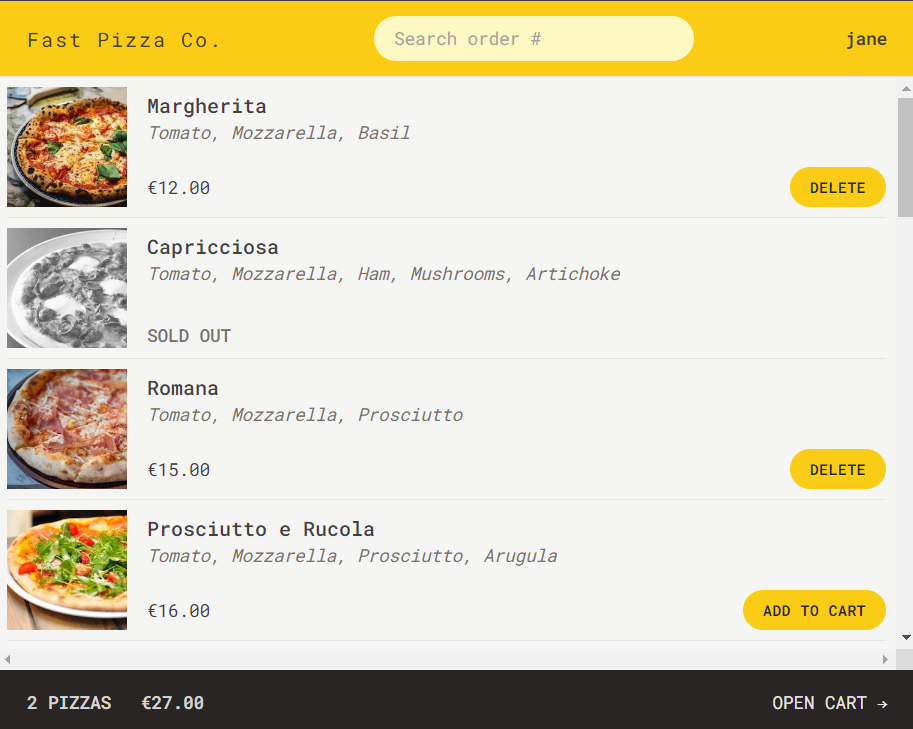 Fast Pizza Co.
Search order #
jane
Margherita
Tomato, Mozzarella, Basil
€12.00
DELETE
Capricciosa
Tomato, Mozzarella, Ham, Mushrooms, Artichoke
SOLD OUT
Romana
Tomato, Mozzarella, Prosciutto
€15.00
DELETE
Prosciutto e Rucola
Tomato, Mozzarella, Prosciutto, Arugula
€16.00
ADD TO CART
2 PIZZAS €27.00
OPEN CART →